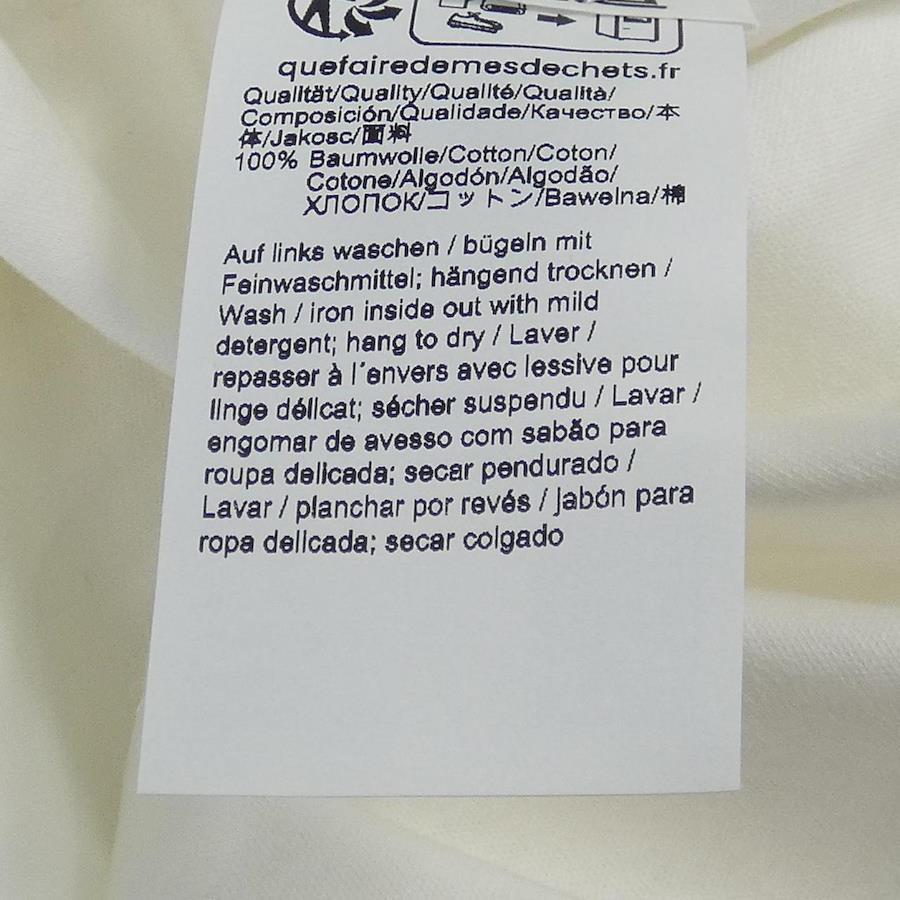 quefairedemesdechets.fr
Qualität/Quality/Qualité/Qualità/
Composición/Qualidade/Качество/本
体/Jakosc/面料
100% Baumwolle/Cotton/Coton/
Cotone/Algodón/Algodão/
ХЛОПОК/コットン/Bawelna/棉
Auf links waschen / bügeln mit
Feinwaschmittel; hängend trocknen /
Wash / iron inside out with mild
detergent; hang to dry / Laver /
repasser à l´envers avec lessive pour
linge délicat; sécher suspendu / Lavar /
engomar de avesso com sabão para
roupa delicada; secar pendurado /
Lavar / planchar por revés / jabón para
ropa delicada; secar colgado